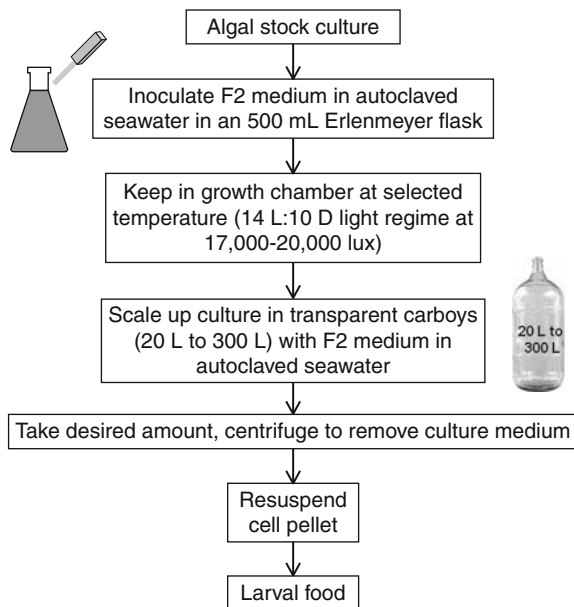 Algal stock culture
Inoculate F2 medium in autoclaved
seawater in an 500 mL Erlenmeyer flask
Keep in growth chamber at selected
temperature (14 L:10 D light regime at
17,000-20,000 lux)
Scale up culture in transparent carboys
(20 L to 300 L) with F2 medium in
autoclaved seawater
20 L to
300 L
Take desired amount, centrifuge to remove culture medium
Resuspend
cell pellet
Larval food